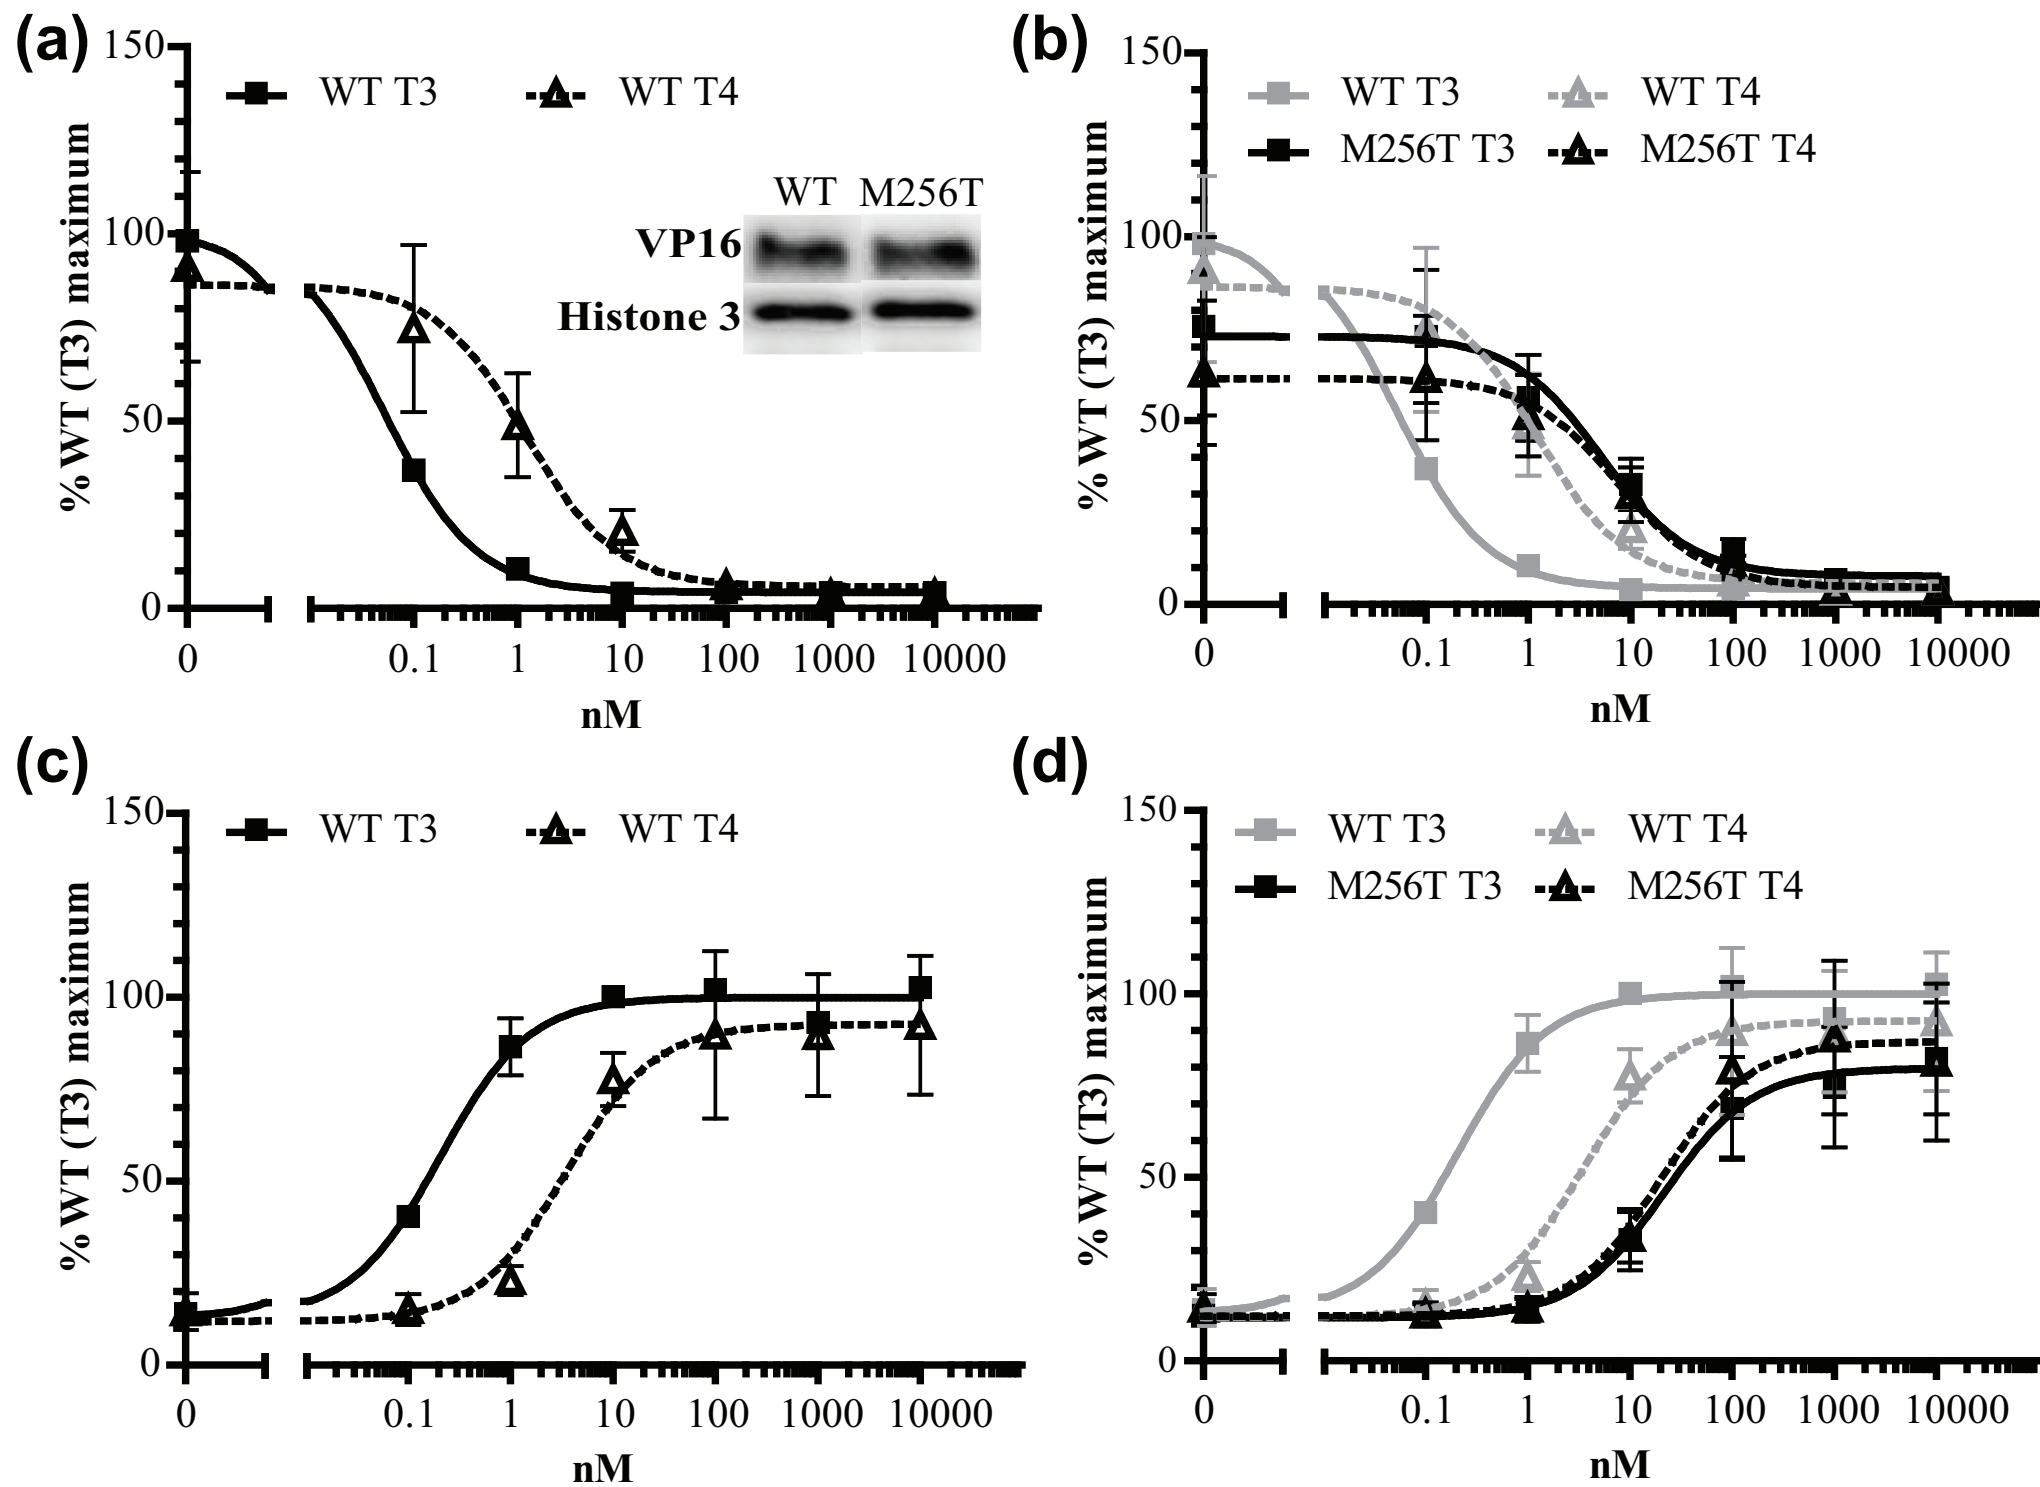 (a)
% WT (T3) maximum
150
100
50
0
WT T3
WT T4
WT M256T
VP16
Histone 3
0 0.1 1 10 100 1000 10000
nM
(b)
% WT (T3) maximum
150
100
50
0
WT T3 WT T4
M256T T3 M256T T4
0 0.1 1 10 100 1000 10000
nM
(c)
% WT (T3) maximum
150
100
50
0
WT T3 WT T4
0 0.1 1 10 100 1000 10000
nM
(d)
% WT (T3) maximum
150
100
50
0
WT T3 WT T4
M256T T3 M256T T4
0 0.1 1 10 100 1000 10000
nM